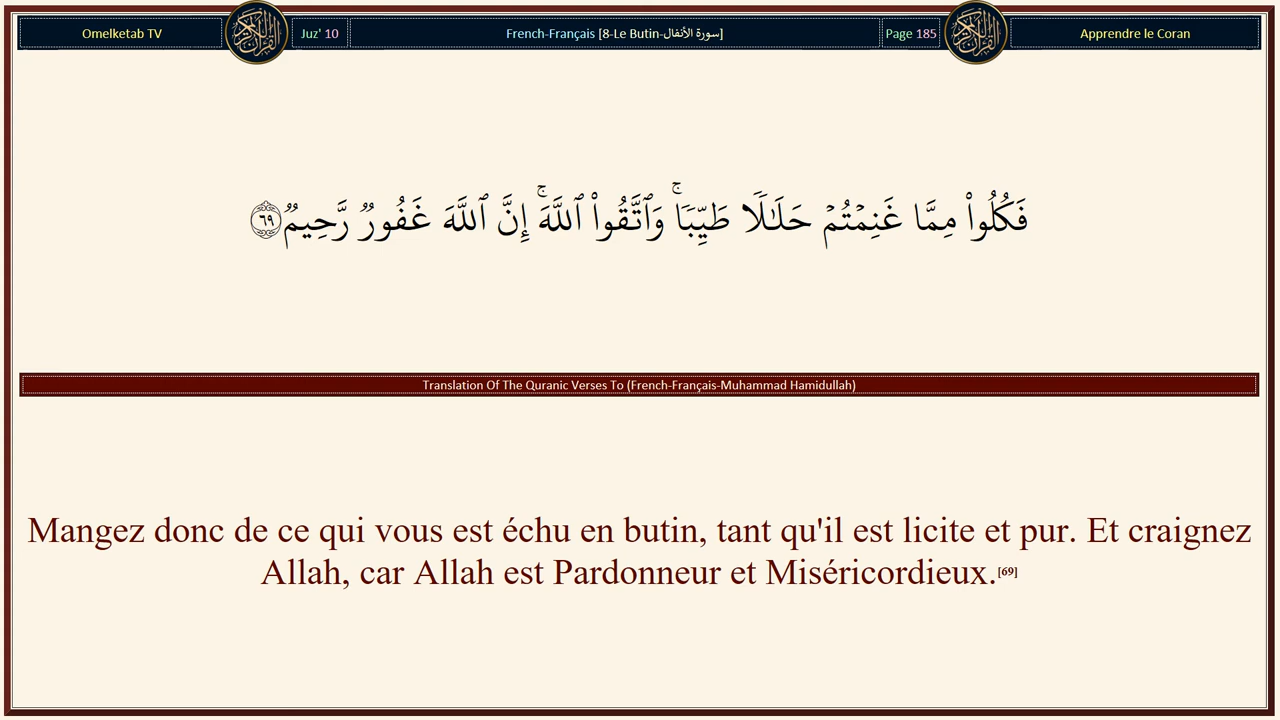 Omelketab TV
Juz' 10
French-Français [8-Le Butin-سورة الأنفال]
Page 185
Apprendre le Coran
فَكُلُوا۟ مِمَّا غَنِمْتُمْ حَلَـٰلًا طَيِّبًا ۚ وَٱتَّقُوا۟ ٱللَّهَ ۚ إِنَّ ٱللَّهَ غَفُورٌ رَّحِيمٌ ٦٩
Translation Of The Quranic Verses To (French-Français-Muhammad Hamidullah)
Mangez donc de ce qui vous est échu en butin, tant qu'il est licite et pur. Et craignez
Allah, car Allah est Pardonneur et Miséricordieux.[69]